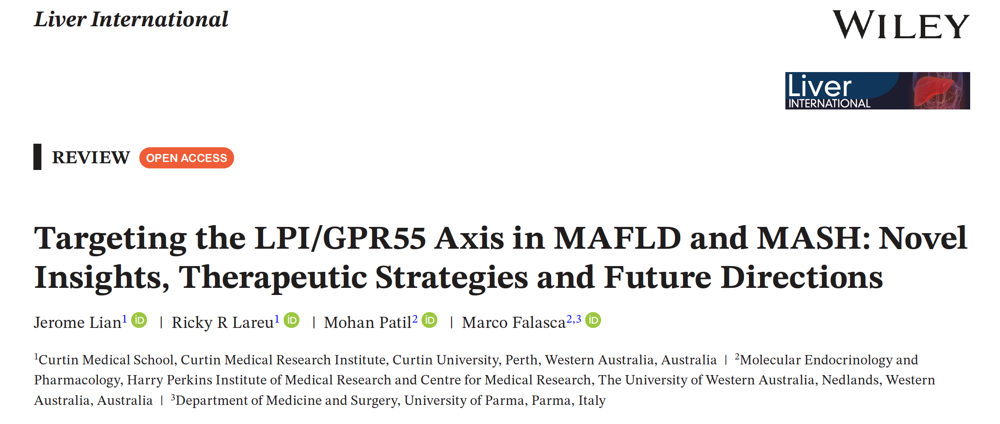 Liver International
WILEY
Liver
INTERNATIONAL
REVIEW OPEN ACCESS
Targeting the LPI/GPR55 Axis in MAFLD and MASH: Novel
Insights, Therapeutic Strategies and Future Directions
Jerome Lian1 iD | Ricky R Lareu1 iD | Mohan Patil2 iD | Marco Falasca2,3 iD
1Curtin Medical School, Curtin Medical Research Institute, Curtin University, Perth, Western Australia, Australia | 2Molecular Endocrinology and
Pharmacology, Harry Perkins Institute of Medical Research and Centre for Medical Research, The University of Western Australia, Nedlands, Western
Australia, Australia | 3Department of Medicine and Surgery, University of Parma, Parma, Italy